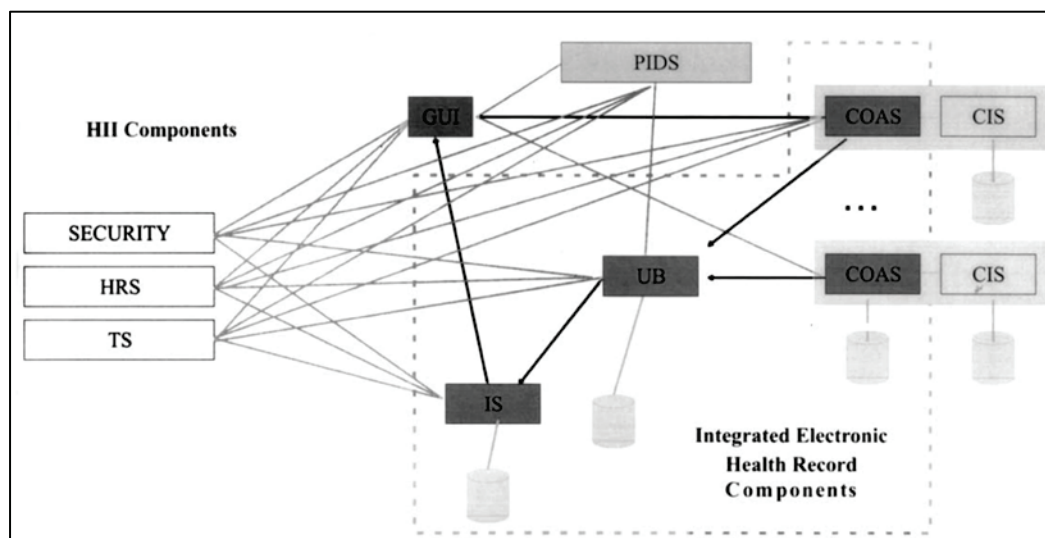 PIDS
GUI
COAS
CIS
HII Components
SECURITY
...
HRS
UB
COAS
CIS
TS
IS
Integrated Electronic
Health Record
Components